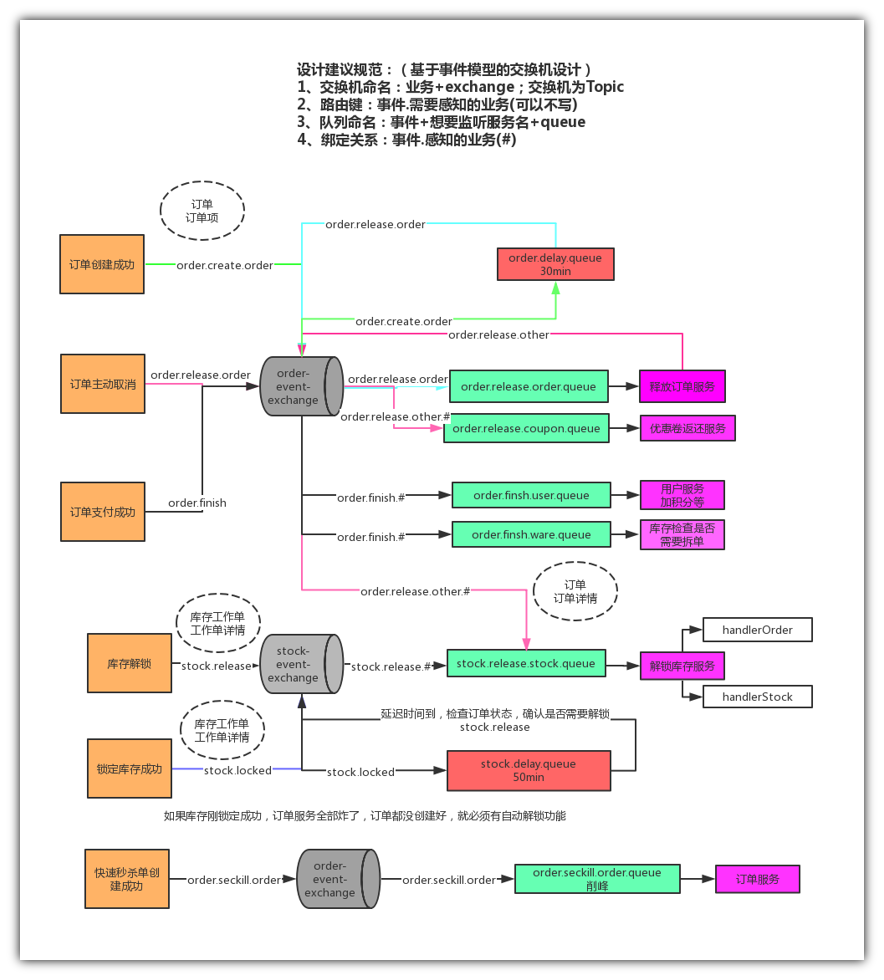 设计建议规范：（基于事件模型的交换机设计）
1、交换机命名：业务+exchange；交换机为Topic
2、路由键：事件.需要感知的业务(可以不写)
3、队列命名：事件+想要监听服务名+queue
4、绑定关系：事件.感知的业务(#)
订单
订单项
order.release.order
订单创建成功
order.create.order
order.delay.queue
30min
order.create.order
order.release.other
订单主动取消
order.release.order
order-
event-
exchange
order.release.order
order.release.order.queue
释放订单服务
order.release.other.#
order.release.coupon.queue
优惠卷返还服务
订单支付成功
order.finish
order.finish.#
order.finsh.user.queue
用户服务
加积分等
order.finish.#
order.finsh.ware.queue
库存检查是否
需要拆单
order.release.other.#
订单
订单详情
库存工作单
工作单详情
库存解锁
stock.release
stock-
event-
exchange
stock.release.#
stock.release.stock.queue
解锁库存服务
handlerOrder
handlerStock
库存工作单
工作单详情
延迟时间到，检查订单状态，确认是否需要解锁
stock.release
锁定库存成功
stock.locked
stock.locked
stock.delay.queue
50min
如果库存刚锁定成功，订单服务全部炸了，订单都没创建好，就必须有自动解锁功能
快速秒杀单创
建成功
order.seckill.order
order-
event-
exchange
order.seckill.order
order.seckill.order.queue
削峰
订单服务